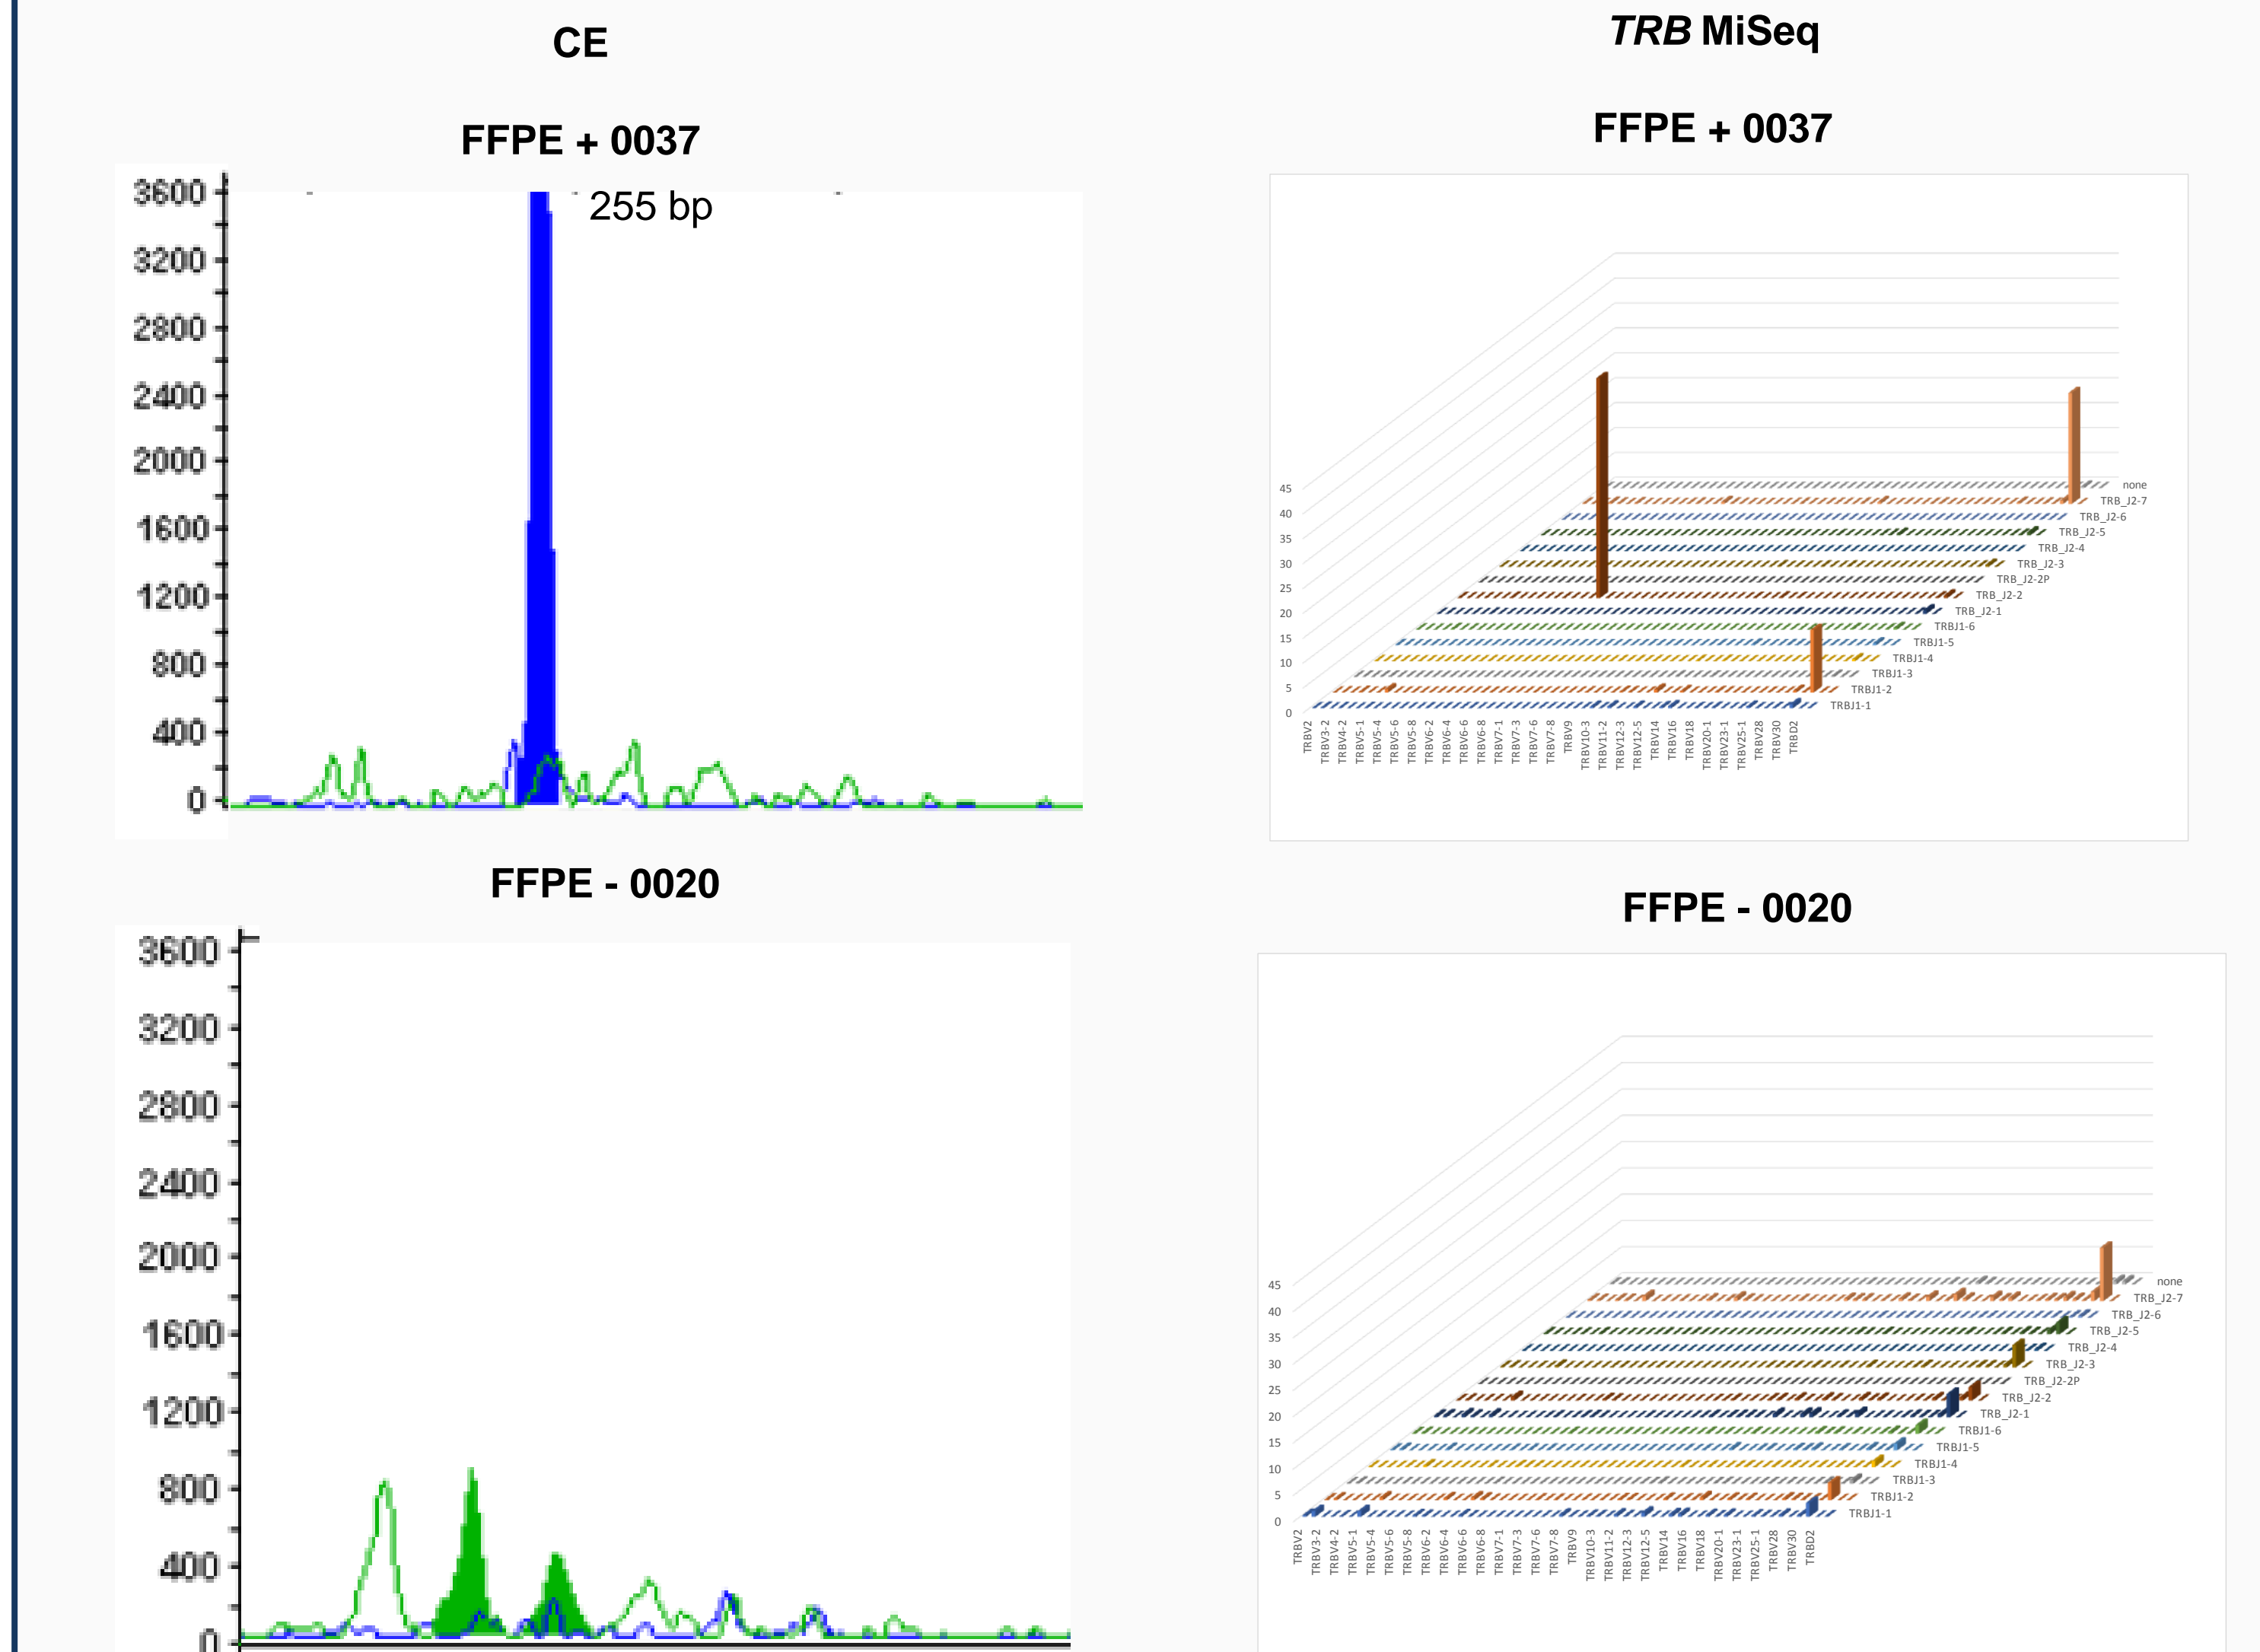 CE
TRB MiSeq
FFPE + 0037
FFPE + 0037
255 bp
3600
3200
2800
2400
2000
1600
1200
800
400
0
45
40
35
30
25
20
15
10
5
0
none
TRB_J2-7
TRB_J2-6
TRB_J2-5
TRB_J2-4
TRB_J2-3
TRB_J2-2P
TRB_J2-2
TRB_J2-1
TRBJ1-6
TRBJ1-5
TRBJ1-4
TRBJ1-3
TRBJ1-2
TRBJ1-1
TRBV2
TRBV3-2
TRBV4-2
TRBV5-1
TRBV5-4
TRBV5-6
TRBV5-8
TRBV6-2
TRBV6-4
TRBV6-6
TRBV6-8
TRBV7-1
TRBV7-3
TRBV7-6
TRBV7-8
TRBV9
TRBV10-3
TRBV11-2
TRBV12-3
TRBV12-5
TRBV14
TRBV16
TRBV18
TRBV20-1
TRBV23-1
TRBV25-1
TRBV28
TRBV30
TRBD2
FFPE - 0020
FFPE - 0020
3600
3200
2800
2400
2000
1600
1200
800
400
0
45
40
35
30
25
20
15
10
5
0
none
TRB_J2-7
TRB_J2-6
TRB_J2-5
TRB_J2-4
TRB_J2-3
TRB_J2-2P
TRB_J2-2
TRB_J2-1
TRBJ1-6
TRBJ1-5
TRBJ1-4
TRBJ1-3
TRBJ1-2
TRBJ1-1
TRBV2
TRBV3-2
TRBV4-2
TRBV5-1
TRBV5-4
TRBV5-6
TRBV5-8
TRBV6-2
TRBV6-4
TRBV6-6
TRBV6-8
TRBV7-1
TRBV7-3
TRBV7-6
TRBV7-8
TRBV9
TRBV10-3
TRBV11-2
TRBV12-3
TRBV12-5
TRBV14
TRBV16
TRBV18
TRBV20-1
TRBV23-1
TRBV25-1
TRBV28
TRBV30
TRBD2